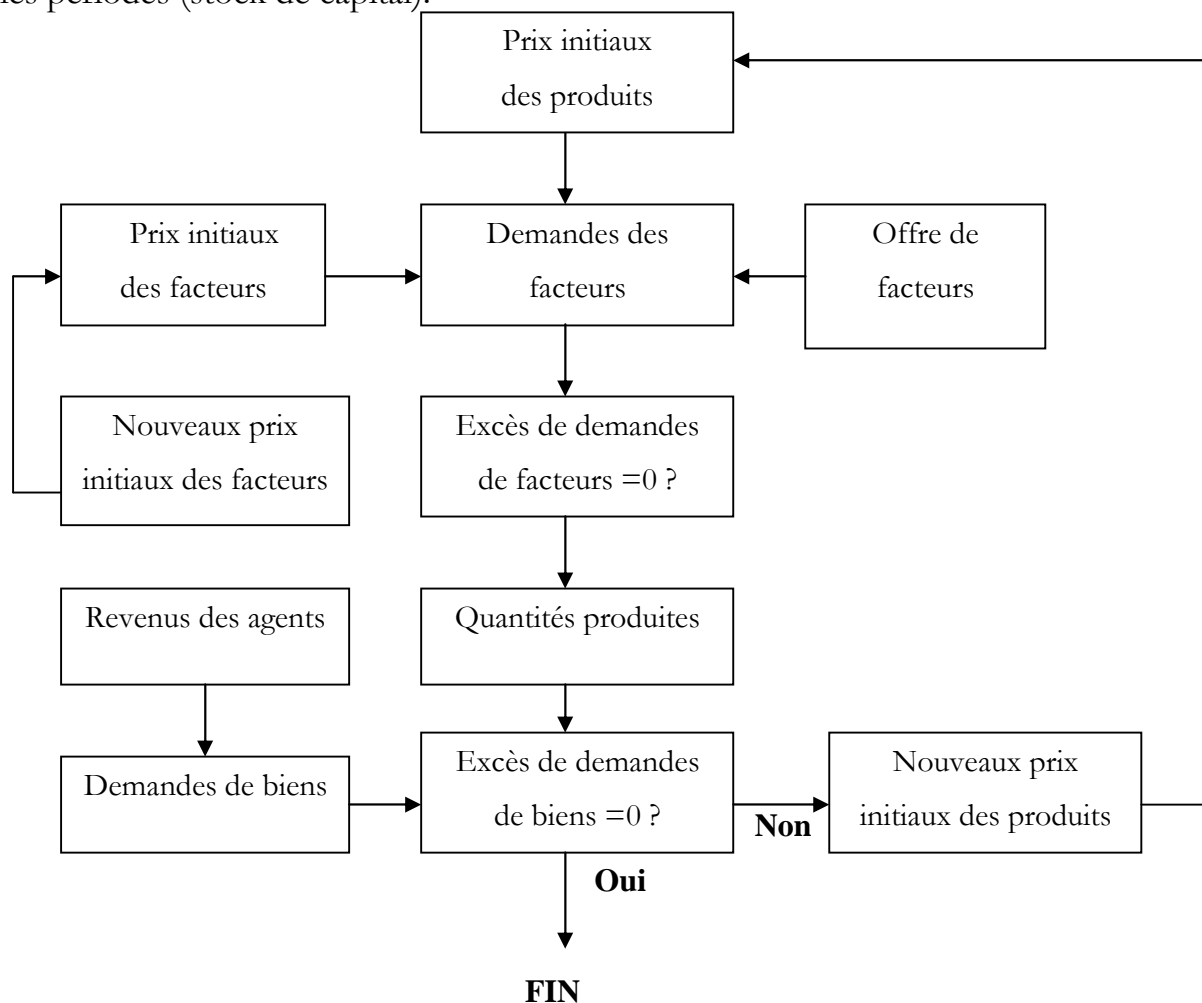 les périodes (stock de capital).
Prix initiaux
des produits
Prix initiaux
des facteurs
Demandes des
facteurs
Offre de
facteurs
Nouveaux prix
initiaux des facteurs
Excès de demandes
de facteurs =0 ?
Revenus des agents
Quantités produites
Demandes de biens
Excès de demandes
de biens =0 ?
Non
Nouveaux prix
initiaux des produits
Oui
FIN